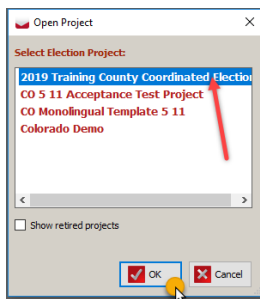 Open Project
Select Election Project:
2019 Training County Coordinated Election
CO 5 11 Acceptance Test Project
CO Monolingual Template 5 11
Colorado Demo
Show retired projects
OK
Cancel